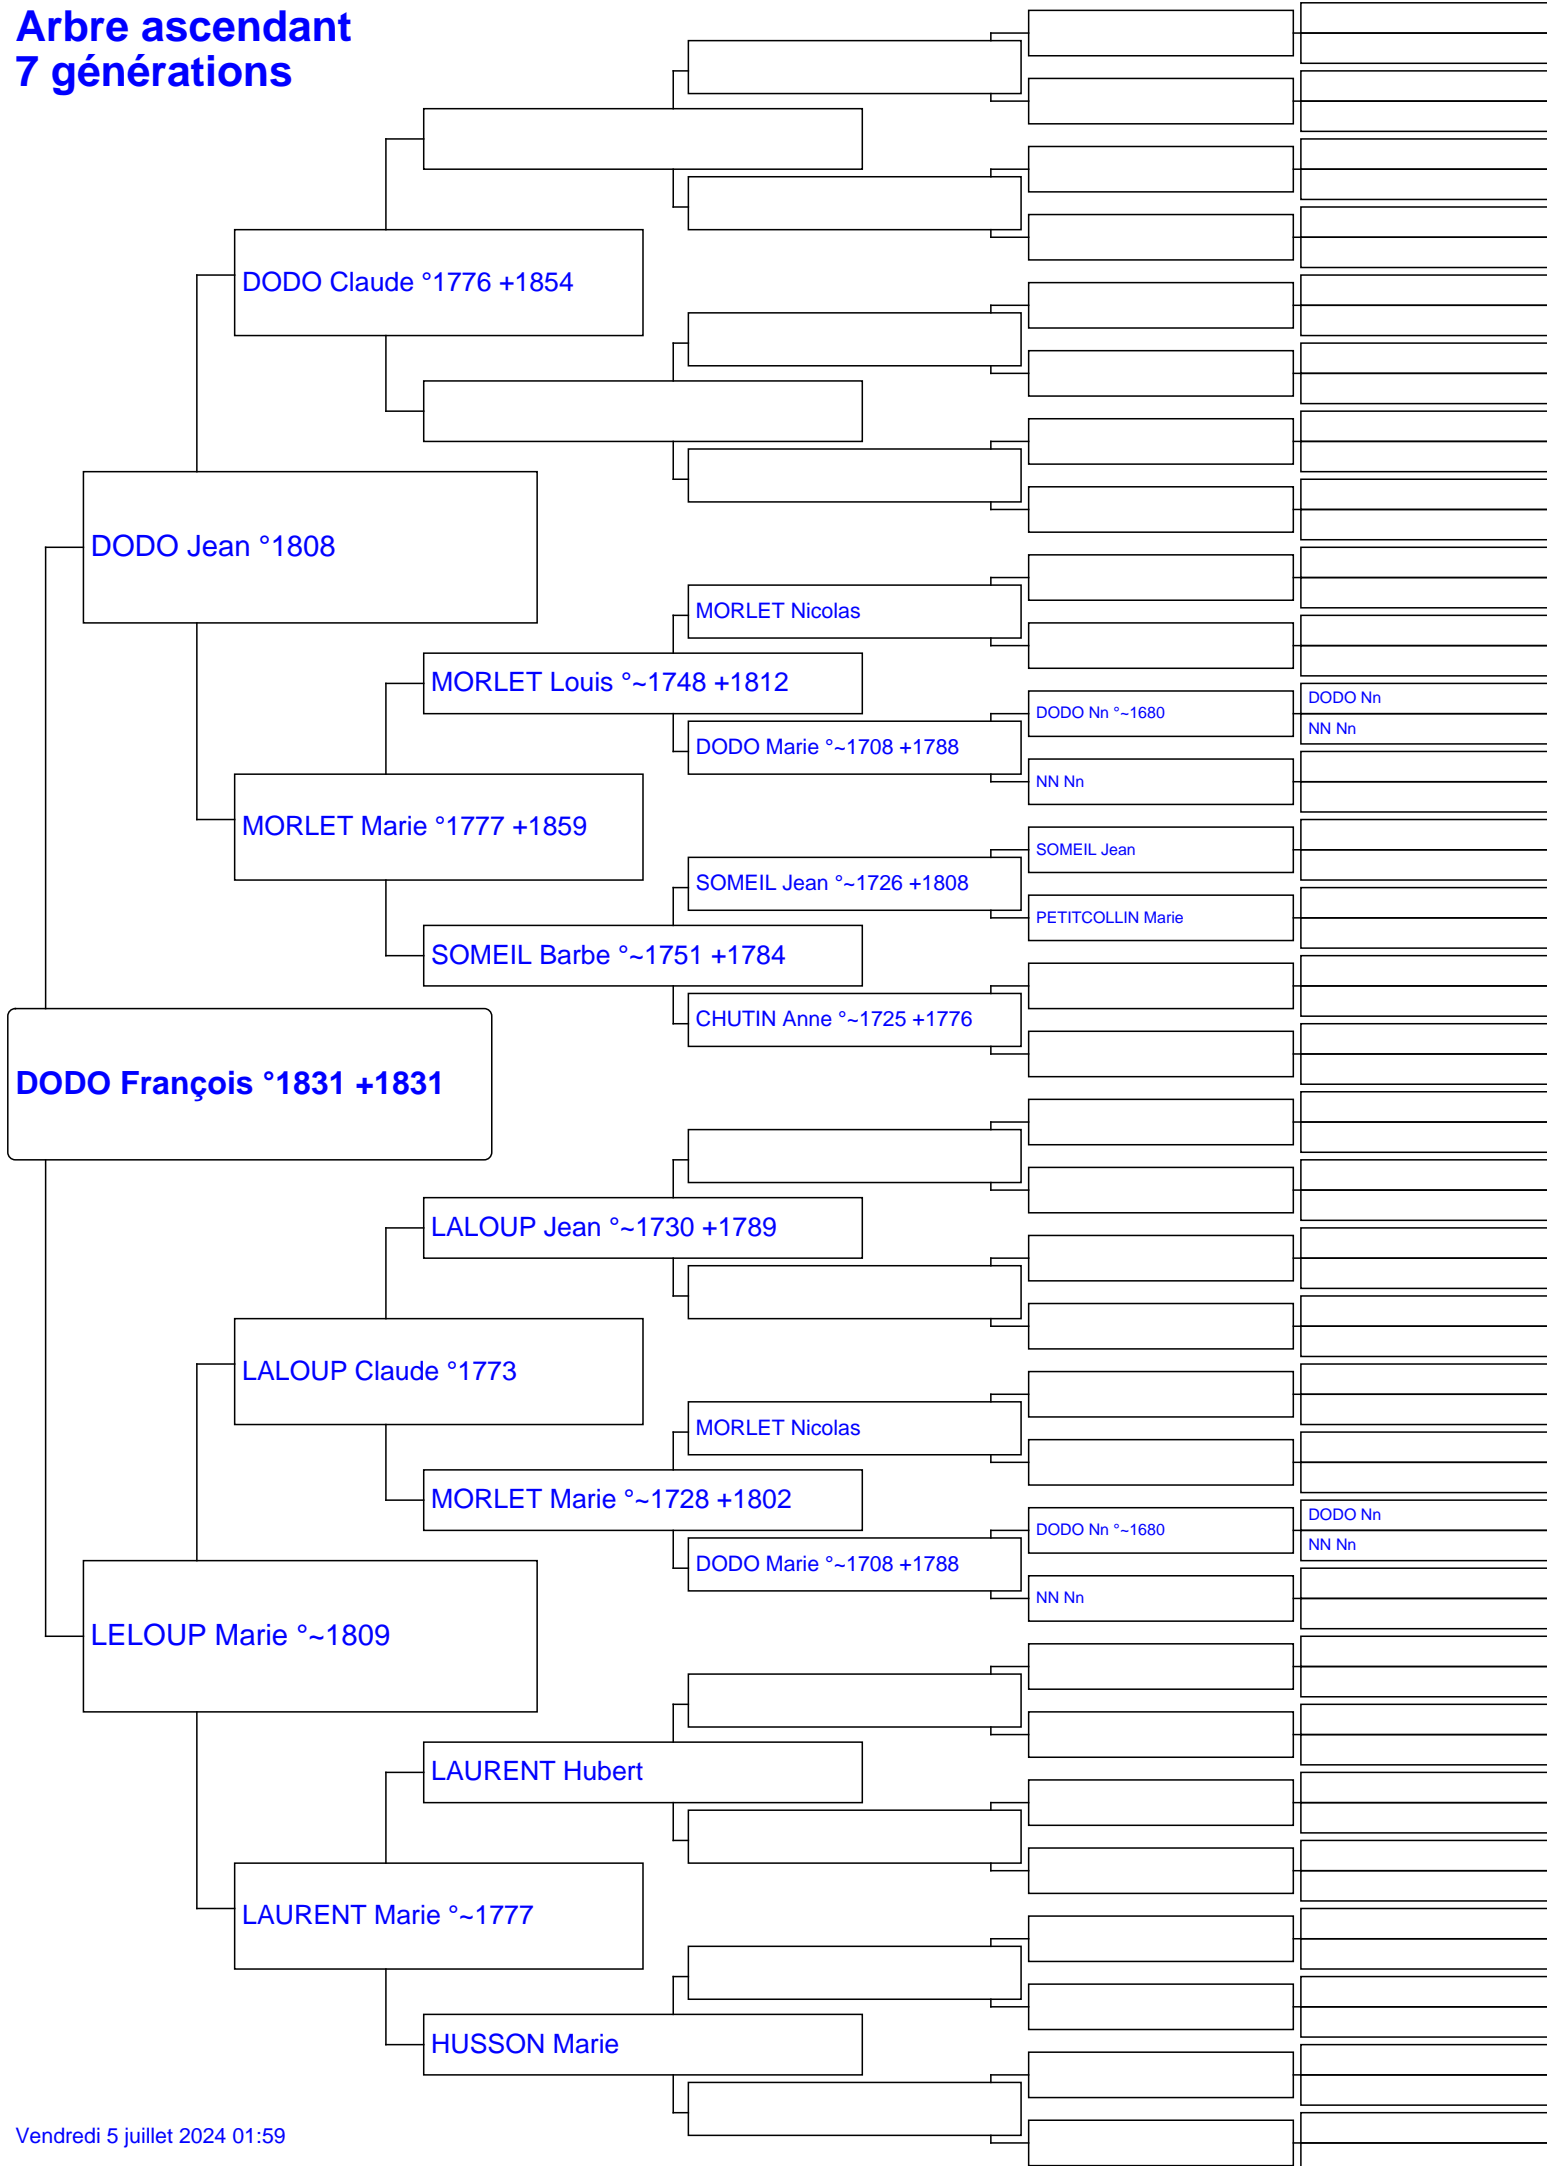 Arbre ascendant
7 générations
DODO Claude °1776 +1854
DODO Jean °1808
MORLET Nicolas
MORLET Louis °~1748 +1812
DODO Nn
DODO Nn °~1680
NN Nn
DODO Marie °~1708 +1788
NN Nn
MORLET Marie °1777 +1859
SOMEIL Jean
SOMEIL Jean °~1726 +1808
PETITCOLLIN Marie
SOMEIL Barbe °~1751 +1784
CHUTIN Anne °~1725 +1776
DODO François °1831 +1831
LALOUP Jean °~1730 +1789
LALOUP Claude °1773
MORLET Nicolas
MORLET Marie °~1728 +1802
DODO Nn
DODO Nn °~1680
NN Nn
DODO Marie °~1708 +1788
NN Nn
LELOUP Marie °~1809
LAURENT Hubert
LAURENT Marie °~1777
HUSSON Marie
Vendredi 5 juillet 2024 01:59